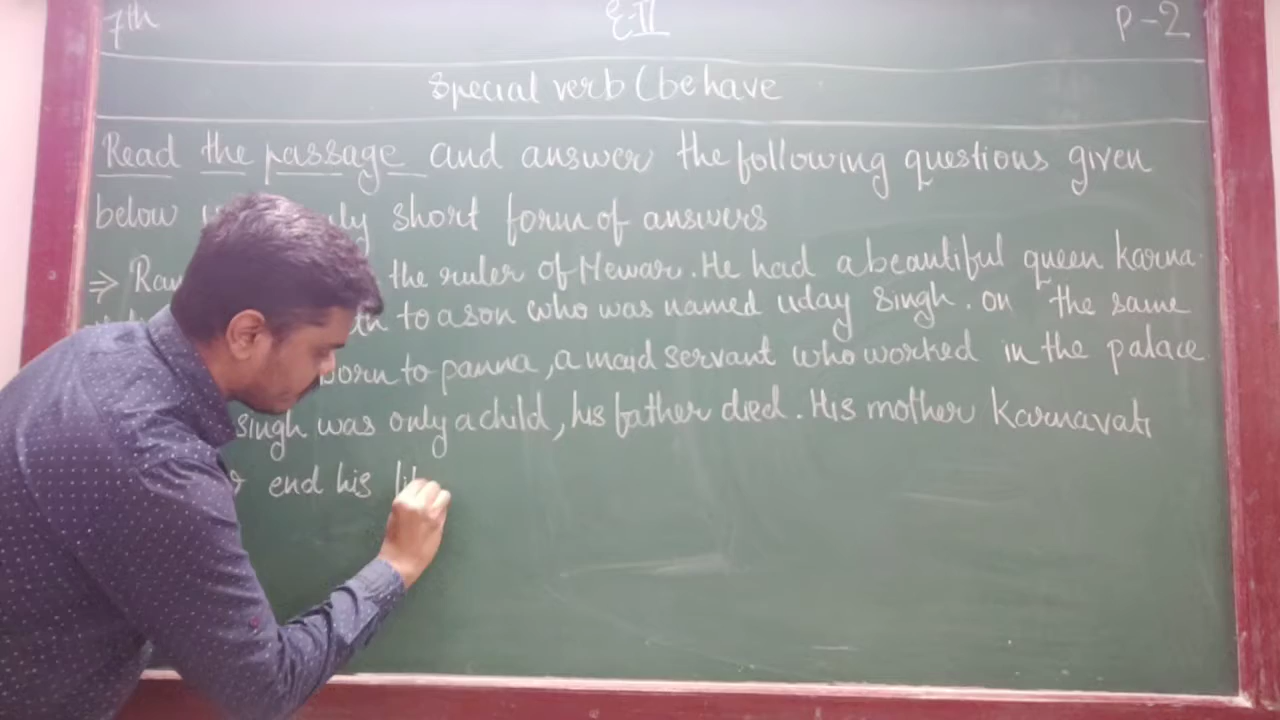 7th E-II P-2
Special verb (behave
Read the passage and answer the following questions given
below short form of answers
⇒ the ruler of Mewar. He had a beautiful queen karna
to a son who was named uday singh. on the same
born to panna, a maid servant who worked in the palace.
singh was only a child, his father died. His mother Karnavati
end his